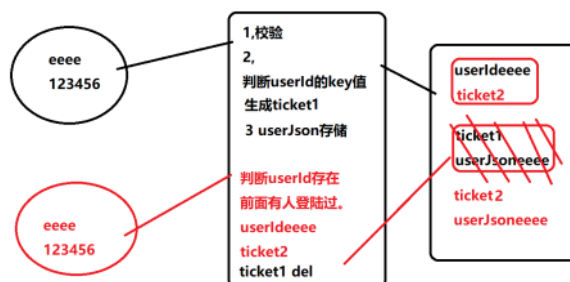 eeee
123456
1,校验
2,
判断userId的key值
生成ticket1
3 userJson存储
判断userId存在
前面有人登陆过。
userIdeeee
ticket2
ticket1 del
eeee
123456
userIdeeee
ticket2
ticket1
userJsoneeee
ticket2
userJsoneeee